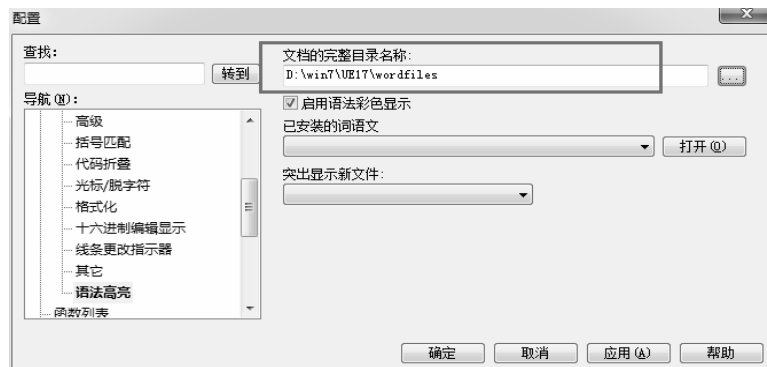 配置
查找:
转到
导航(N):
高级
括号匹配
代码折叠
光标/脱字符
格式化
十六进制编辑显示
线条更改指示器
其它
语法高亮
函数列表
文档的完整目录名称:
D:\win7\UE17\wordfiles
...
启用语法彩色显示
已安装的词语文
打开(O)
突出显示新文件:
确定
取消
应用(A)
帮助